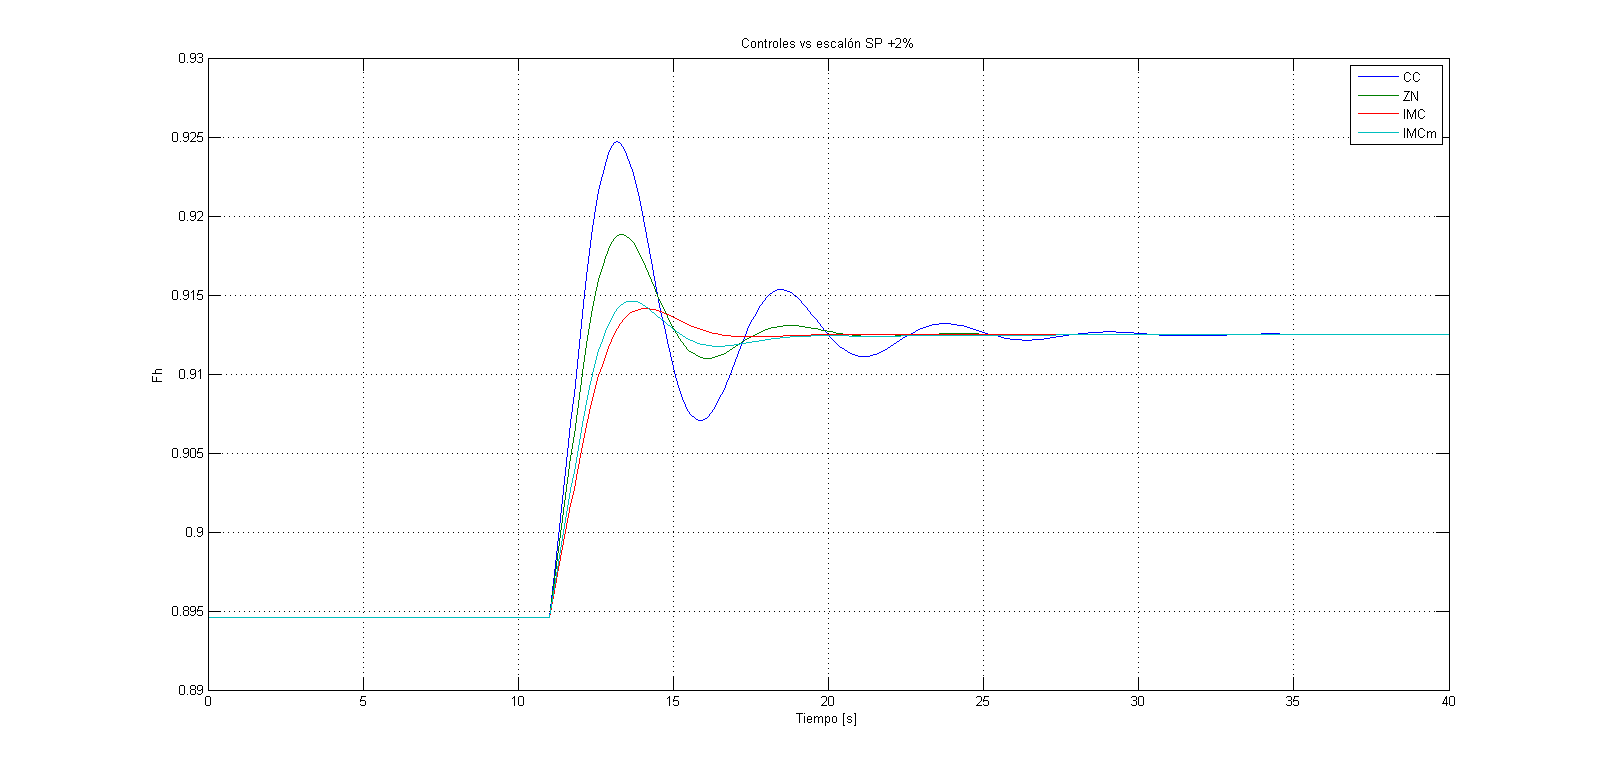 Controles vs escalón SP +2%
0.93
0.925
0.92
0.915
0.91
0.905
0.9
0.895
0.89
Fh
CC
ZN
IMC
IMCm
0 5 10 15 20 25 30 35 40
Tiempo [s]